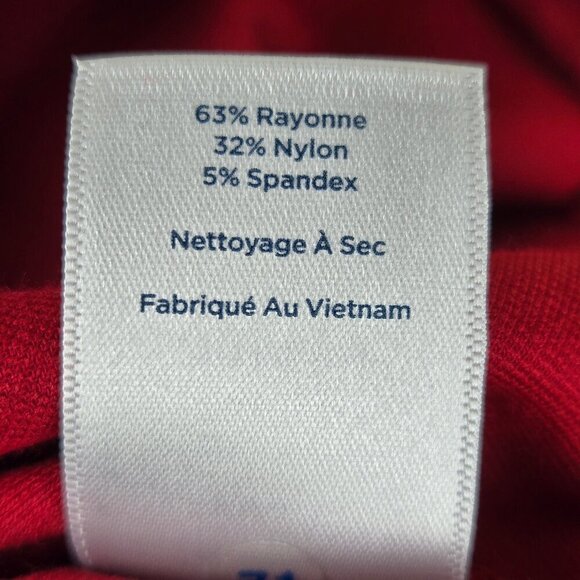 63% Rayonne
32% Nylon
5% Spandex
Nettoyage À Sec
Fabriqué Au Vietnam